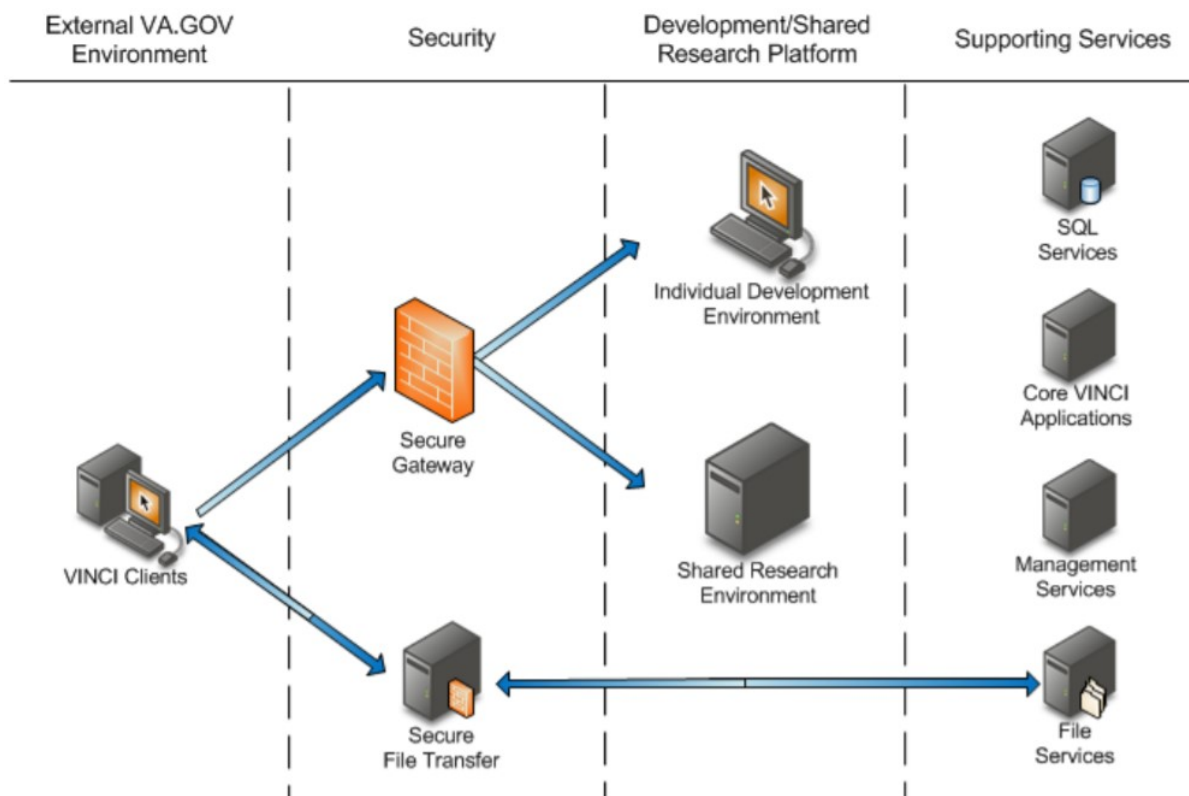 External VA.GOV
Environment
Security
Development/Shared
Research Platform
Supporting Services
SQL
Services
Individual Development
Environment
Core VINCI
Applications
Secure
Gateway
VINCI Clients
Shared Research
Environment
Management
Services
Secure
File Transfer
File
Services